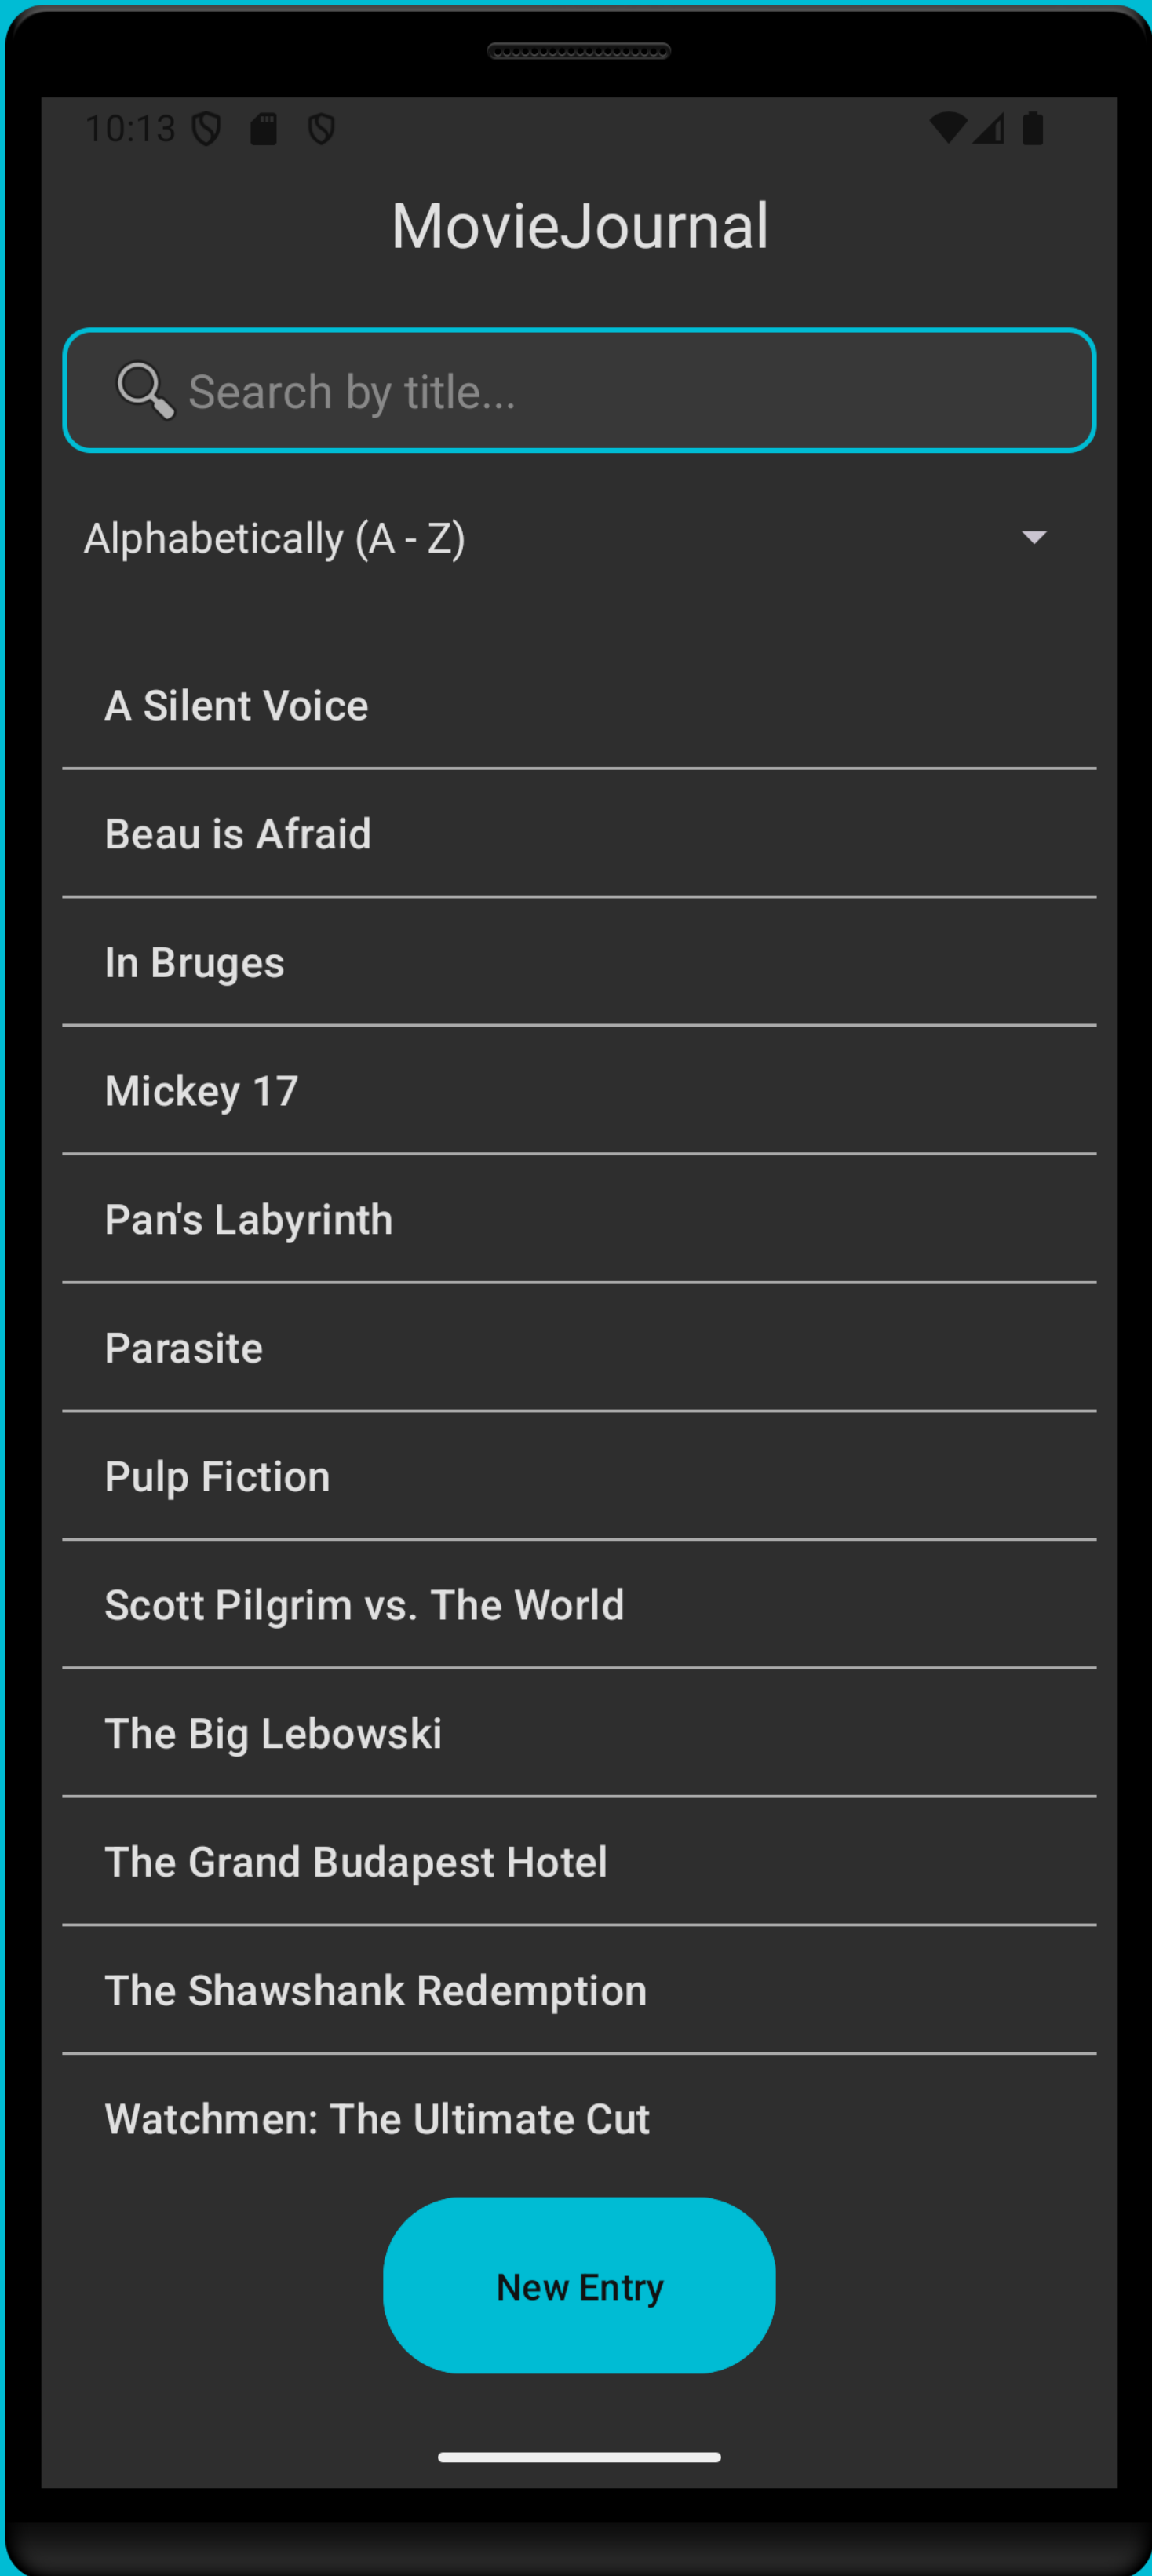 10:13
MovieJournal
Search by title...
Alphabetically (A - Z)
A Silent Voice
Beau is Afraid
In Bruges
Mickey 17
Pan's Labyrinth
Parasite
Pulp Fiction
Scott Pilgrim vs. The World
The Big Lebowski
The Grand Budapest Hotel
The Shawshank Redemption
Watchmen: The Ultimate Cut
New Entry